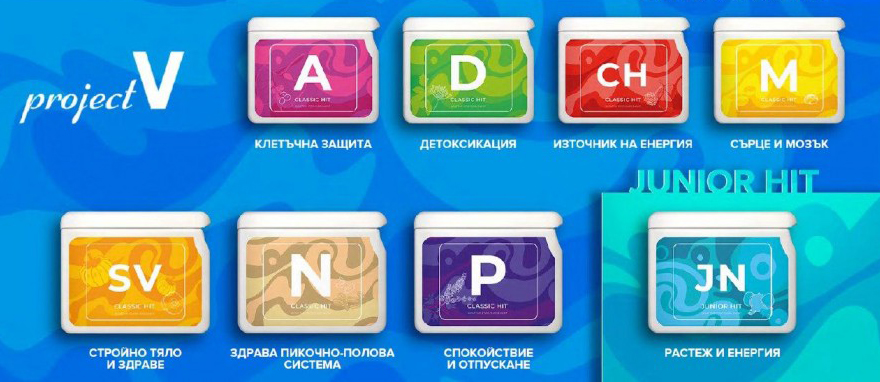 project V
A
CLASSIC HIT
D
CLASSIC HIT
CH
CLASSIC HIT
M
CLASSIC HIT
КЛЕТЪЧНА ЗАЩИТА
ДЕТОКСИКАЦИЯ
ИЗТОЧНИК НА ЕНЕРГИЯ
СЪРЦЕ И МОЗЪК
JUNIOR HIT
SV
CLASSIC HIT
N
CLASSIC HIT
P
CLASSIC HIT
JN
JUNIOR HIT
СТРОЙНО ТЯЛО
И ЗДРАВЕ
ЗДРАВА ПИКОЧНО-ПОЛОВА
СИСТЕМА
СПОКОЙСТВИЕ
И ОТПУСКАНЕ
РАСТЕЖ И ЕНЕРГИЯ